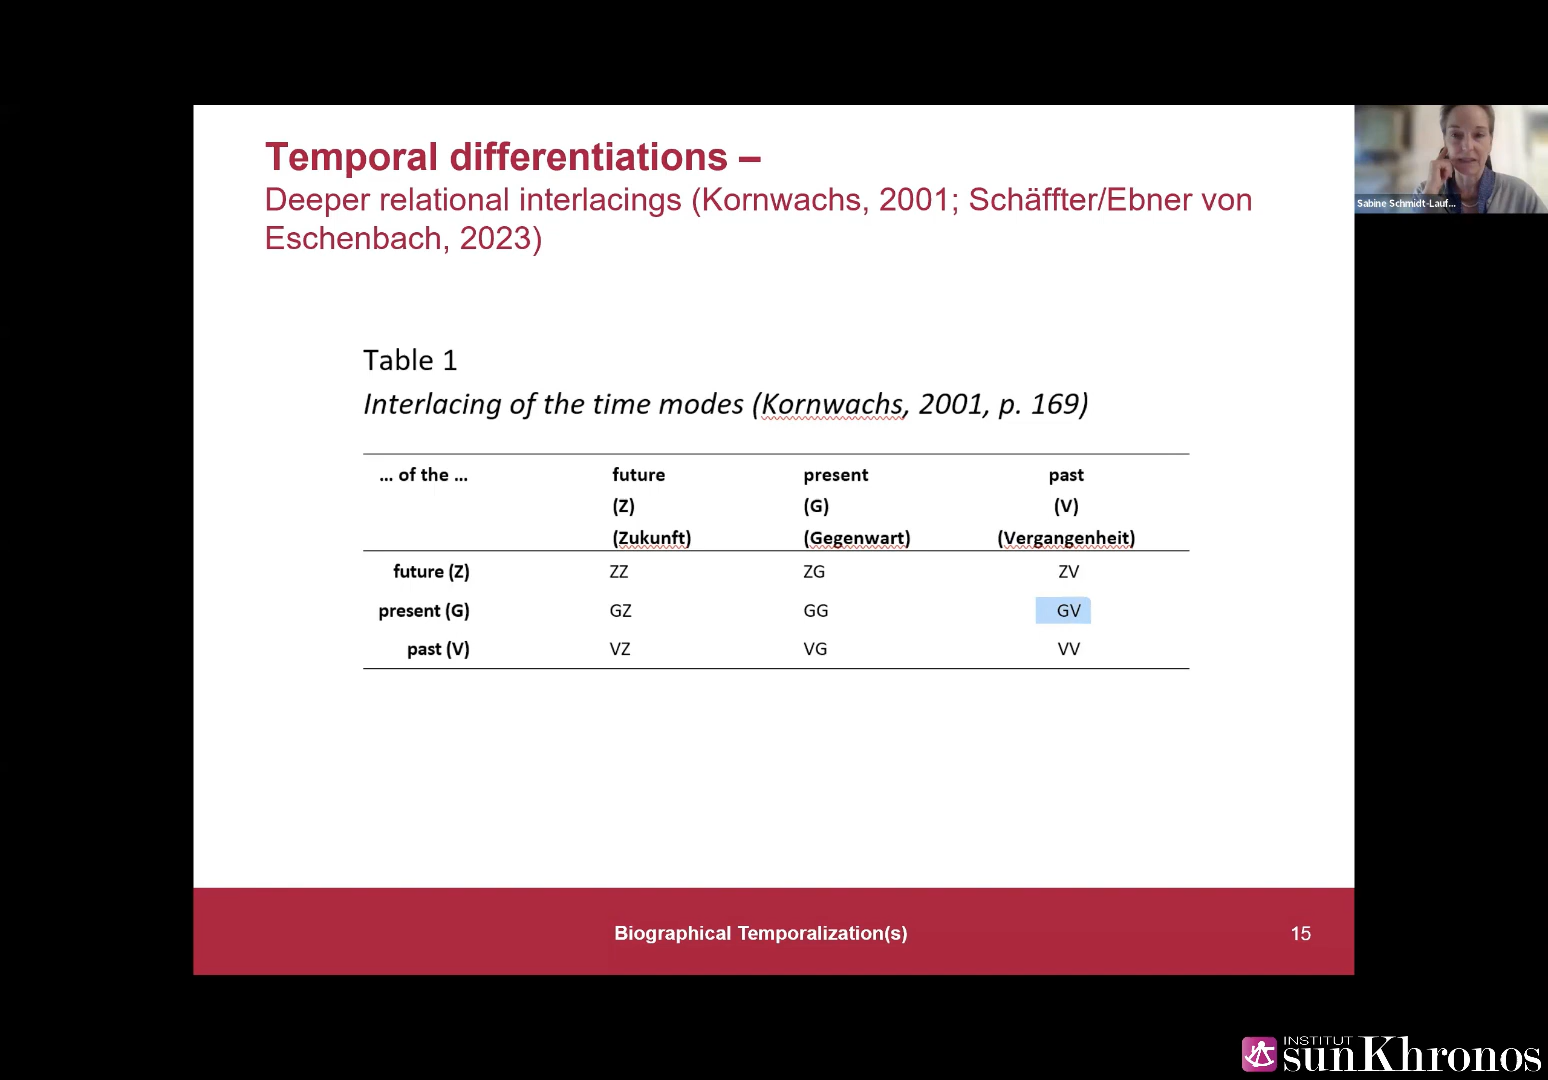 Temporal differentiations –
Deeper relational interlacings (Kornwachs, 2001; Schäffter/Ebner von
Eschenbach, 2023)
Sabine Schmidt-Lauf...
Table 1
Interlacing of the time modes (Kornwachs, 2001, p. 169)
... of the ... future present past
(Z) (G) (V)
(Zukunft) (Gegenwart) (Vergangenheit)
future (Z) ZZ ZG ZV
present (G) GZ GG GV
past (V) VZ VG VV
Biographical Temporalization(s) 15
INSTITUT
sunKhronos